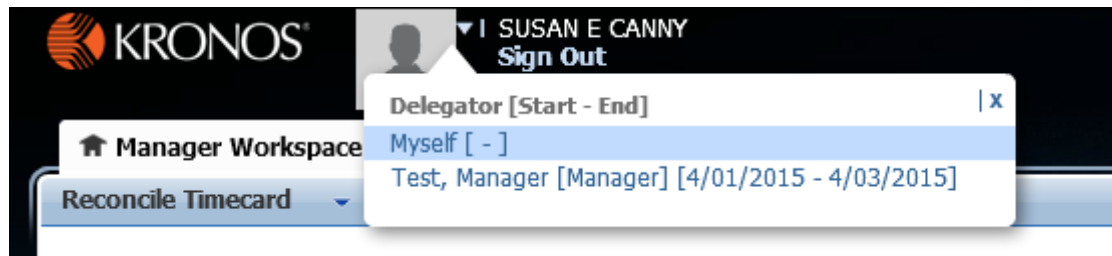 KRONOS®
SUSAN E CANNY
Sign Out
Delegator [Start - End]
| x
Myself [ - ]
Test, Manager [Manager] [4/01/2015 - 4/03/2015]
Manager Workspace
Reconcile Timecard